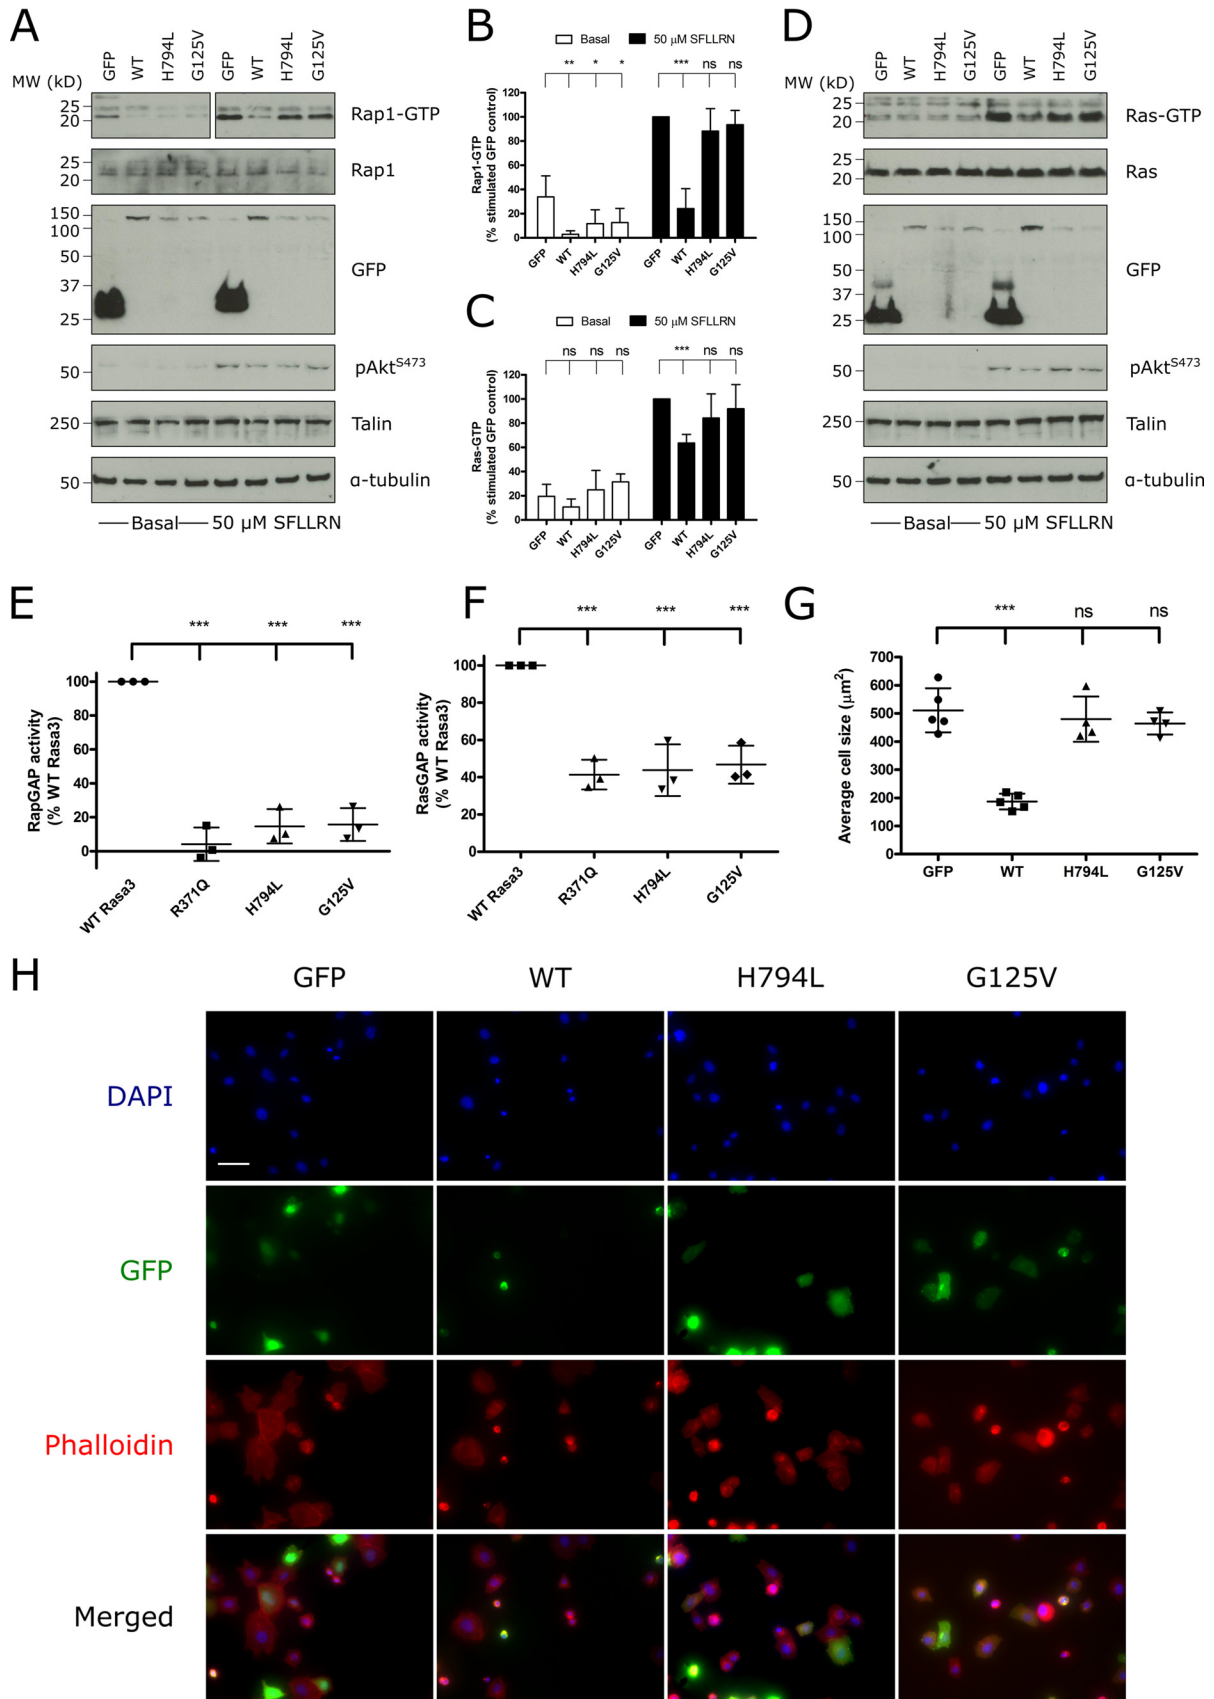 A
GFP
WT
H794L
G125V
GFP
WT
H794L
G125V
MW (kD)
25
20
Rap1-GTP
25
20
Rap1
150
100
50
37
25
GFP
50
pAktS473
250
Talin
50
α-tubulin
Basal
50 µM SFLLRN
B
Basal
50 µM SFLLRN
** * * *** ns ns
120
100
80
60
40
20
0
Rap1-GTP
(% stimulated GFP control)
GFP WT H794L G125V GFP WT H794L G125V
C
Basal
50 µM SFLLRN
ns ns ns *** ns ns
120
100
80
60
40
20
0
Ras-GTP
(% stimulated GFP control)
GFP WT H794L G125V GFP WT H794L G125V
D
GFP
WT
H794L
G125V
GFP
WT
H794L
G125V
MW (kD)
25
20
Ras-GTP
25
20
Ras
150
100
50
37
25
GFP
50
pAktS473
250
Talin
50
α-tubulin
Basal
50 µM SFLLRN
E
*** *** ***
100
80
60
40
20
0
RapGAP activity
(% WT Rasa3)
WT Rasa3 R371Q H794L G125V
F
*** *** ***
100
80
60
40
20
0
RasGAP activity
(% WT Rasa3)
WT Rasa3 R371Q H794L G125V
G
*** ns ns
700
600
500
400
300
200
100
0
Average cell size (µm2)
GFP WT H794L G125V
H
GFP WT H794L G125V
DAPI
GFP
Phalloidin
Merged